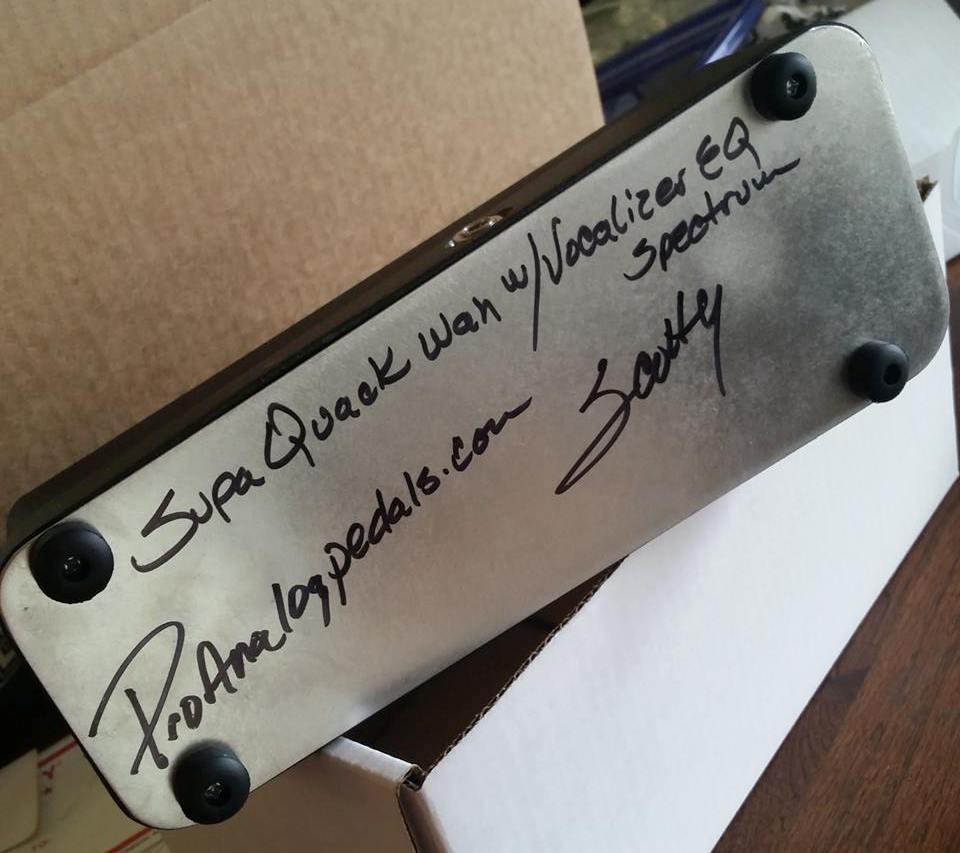 Supa Quack Wah w/Vocalizer EQ
Spectrum
ProAnalogpedals.com
Scotty